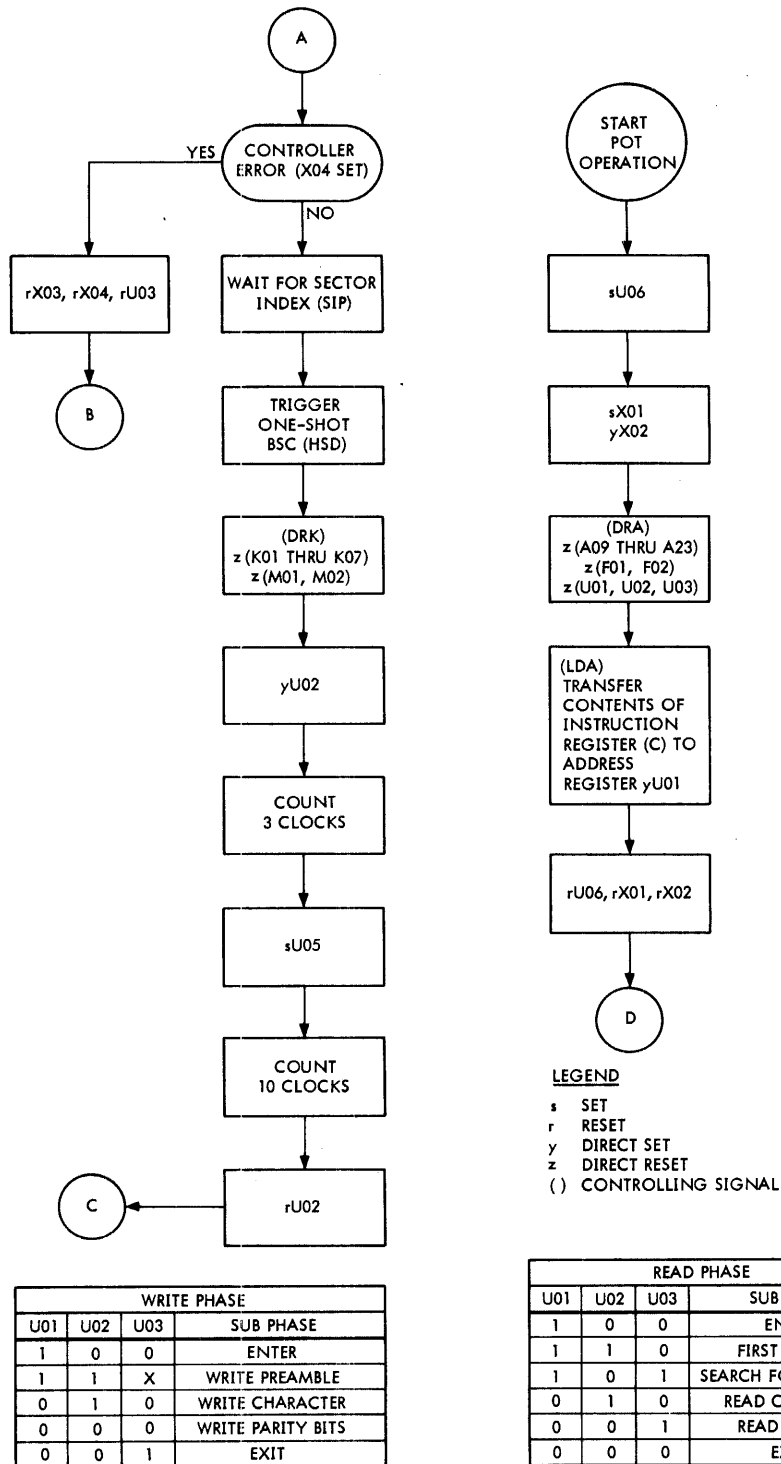 A
CONTROLLER
ERROR (X04 SET)
YES
NO
rX03, rX04, rU03
B
WAIT FOR SECTOR
INDEX (SIP)
TRIGGER
ONE-SHOT
BSC (HSD)
(DRK)
z(K01 THRU K07)
z(M01, M02)
yU02
COUNT
3 CLOCKS
sU05
COUNT
10 CLOCKS
rU02
C
START
POT
OPERATION
sU06
sX01
yX02
(DRA)
z(A09 THRU A23)
z(F01, F02)
z(U01, U02, U03)
(LDA)
TRANSFER
CONTENTS OF
INSTRUCTION
REGISTER (C) TO
ADDRESS
REGISTER yU01
rU06, rX01, rX02
D
LEGEND
s SET
r RESET
y DIRECT SET
z DIRECT RESET
( ) CONTROLLING SIGNAL
WRITE PHASE
U01 U02 U03 SUB PHASE
1 0 0 ENTER
1 1 X WRITE PREAMBLE
0 1 0 WRITE CHARACTER
0 0 0 WRITE PARITY BITS
0 0 1 EXIT
READ PHASE
U01 U02 U03 SUB
1 0 0
1 1 0 FIRST
1 0 1 SEARCH
0 1 0 READ
0 0 1 READ
0 0 0